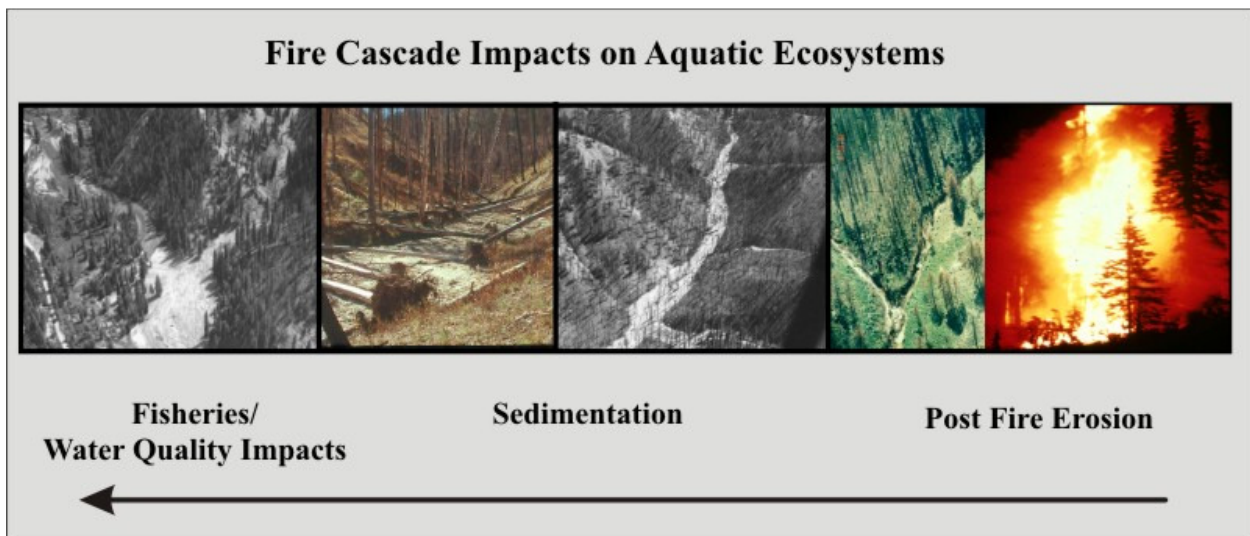 Fire Cascade Impacts on Aquatic Ecosystems
Fisheries/
Water Quality Impacts
Sedimentation
Post Fire Erosion